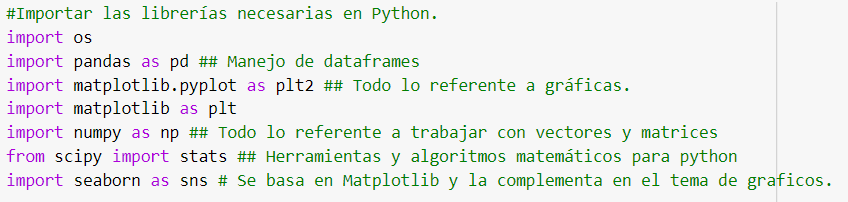 #Importar las librerías necesarias en Python.
import os
import pandas as pd ## Manejo de dataframes
import matplotlib.pyplot as plt2 ## Todo lo referente a gráficas.
import matplotlib as plt
import numpy as np ## Todo lo referente a trabajar con vectores y matrices
from scipy import stats ## Herramientas y algoritmos matemáticos para python
import seaborn as sns # Se basa en Matplotlib y la complementa en el tema de graficos.